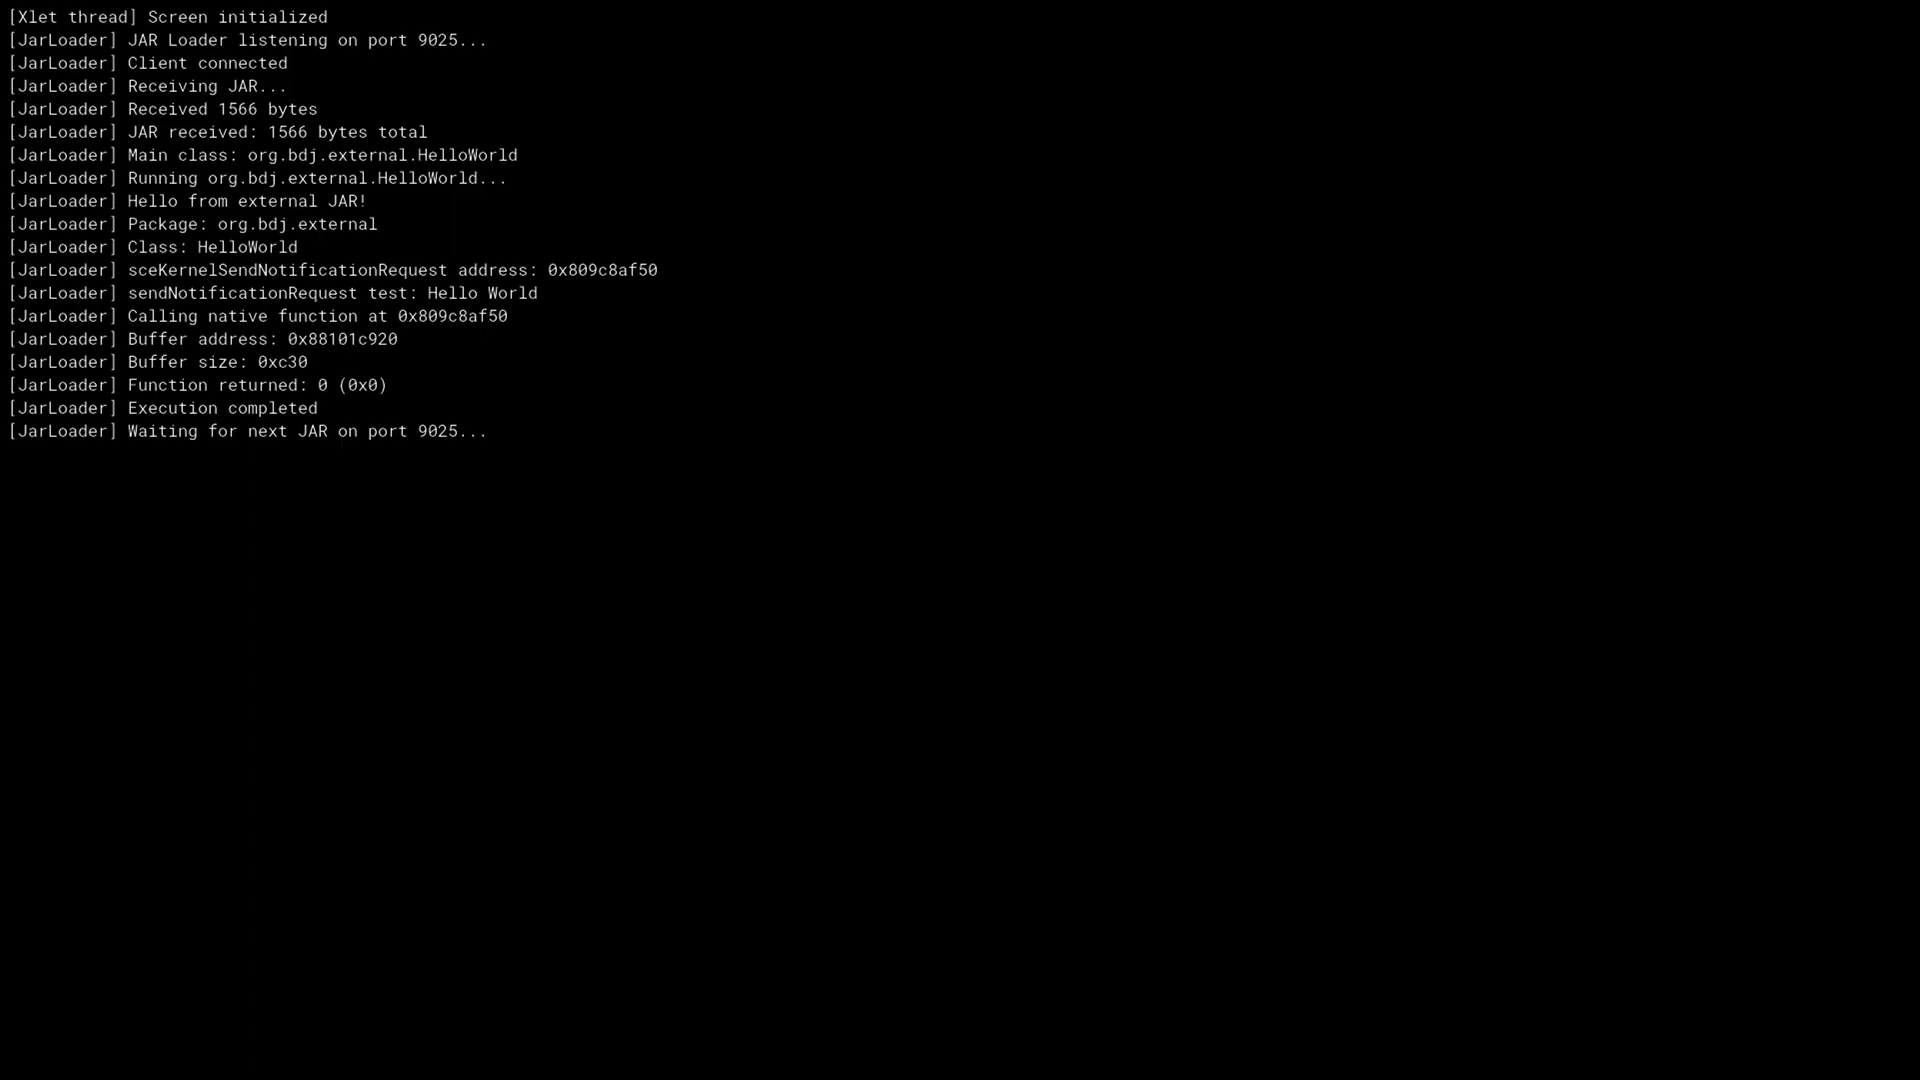 [Xlet thread] Screen initialized
[JarLoader] JAR Loader listening on port 9025...
[JarLoader] Client connected
[JarLoader] Receiving JAR...
[JarLoader] Received 1566 bytes
[JarLoader] JAR received: 1566 bytes total
[JarLoader] Main class: org.bdj.external.HelloWorld
[JarLoader] Running org.bdj.external.HelloWorld...
[JarLoader] Hello from external JAR!
[JarLoader] Package: org.bdj.external
[JarLoader] Class: HelloWorld
[JarLoader] sceKernelSendNotificationRequest address: 0x809c8af50
[JarLoader] sendNotificationRequest test: Hello World
[JarLoader] Calling native function at 0x809c8af50
[JarLoader] Buffer address: 0x88101c920
[JarLoader] Buffer size: 0xc30
[JarLoader] Function returned: 0 (0x0)
[JarLoader] Execution completed
[JarLoader] Waiting for next JAR on port 9025...